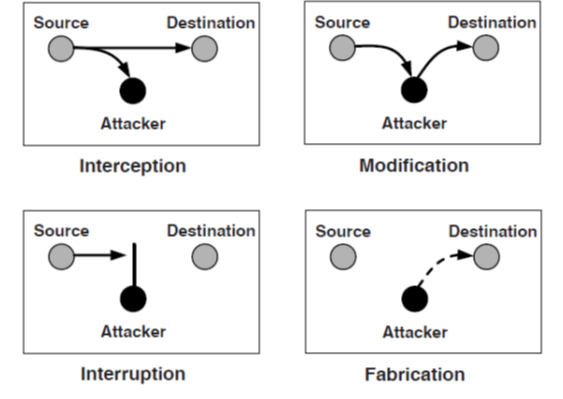 Source Destination
Attacker
Interception
Source Destination
Attacker
Modification
Source Destination
Attacker
Interruption
Source Destination
Attacker
Fabrication